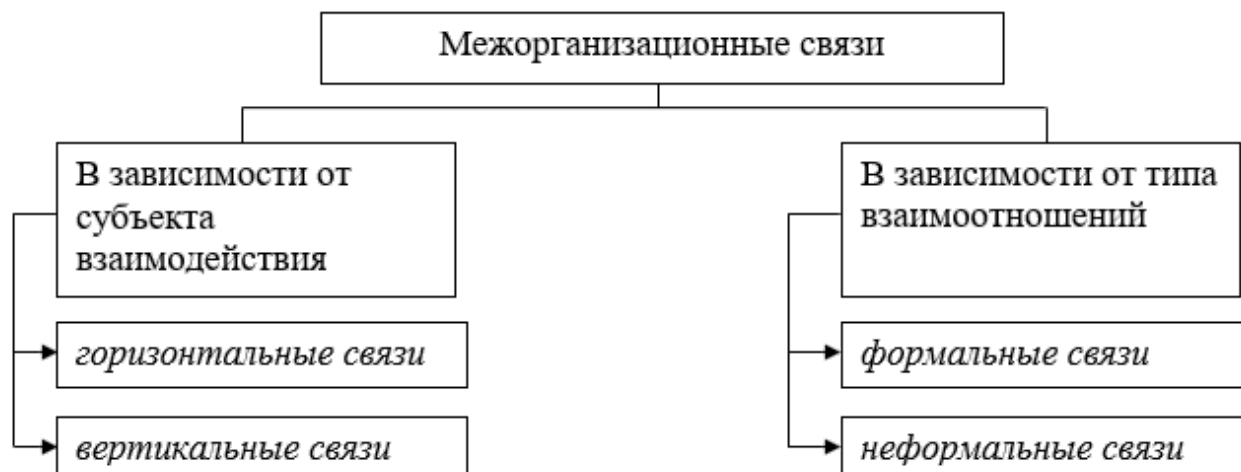 Межорганизационные связи
В зависимости от
субъекта
взаимодействия
горизонтальные связи
вертикальные связи
В зависимости от типа
взаимоотношений
формальные связи
неформальные связи